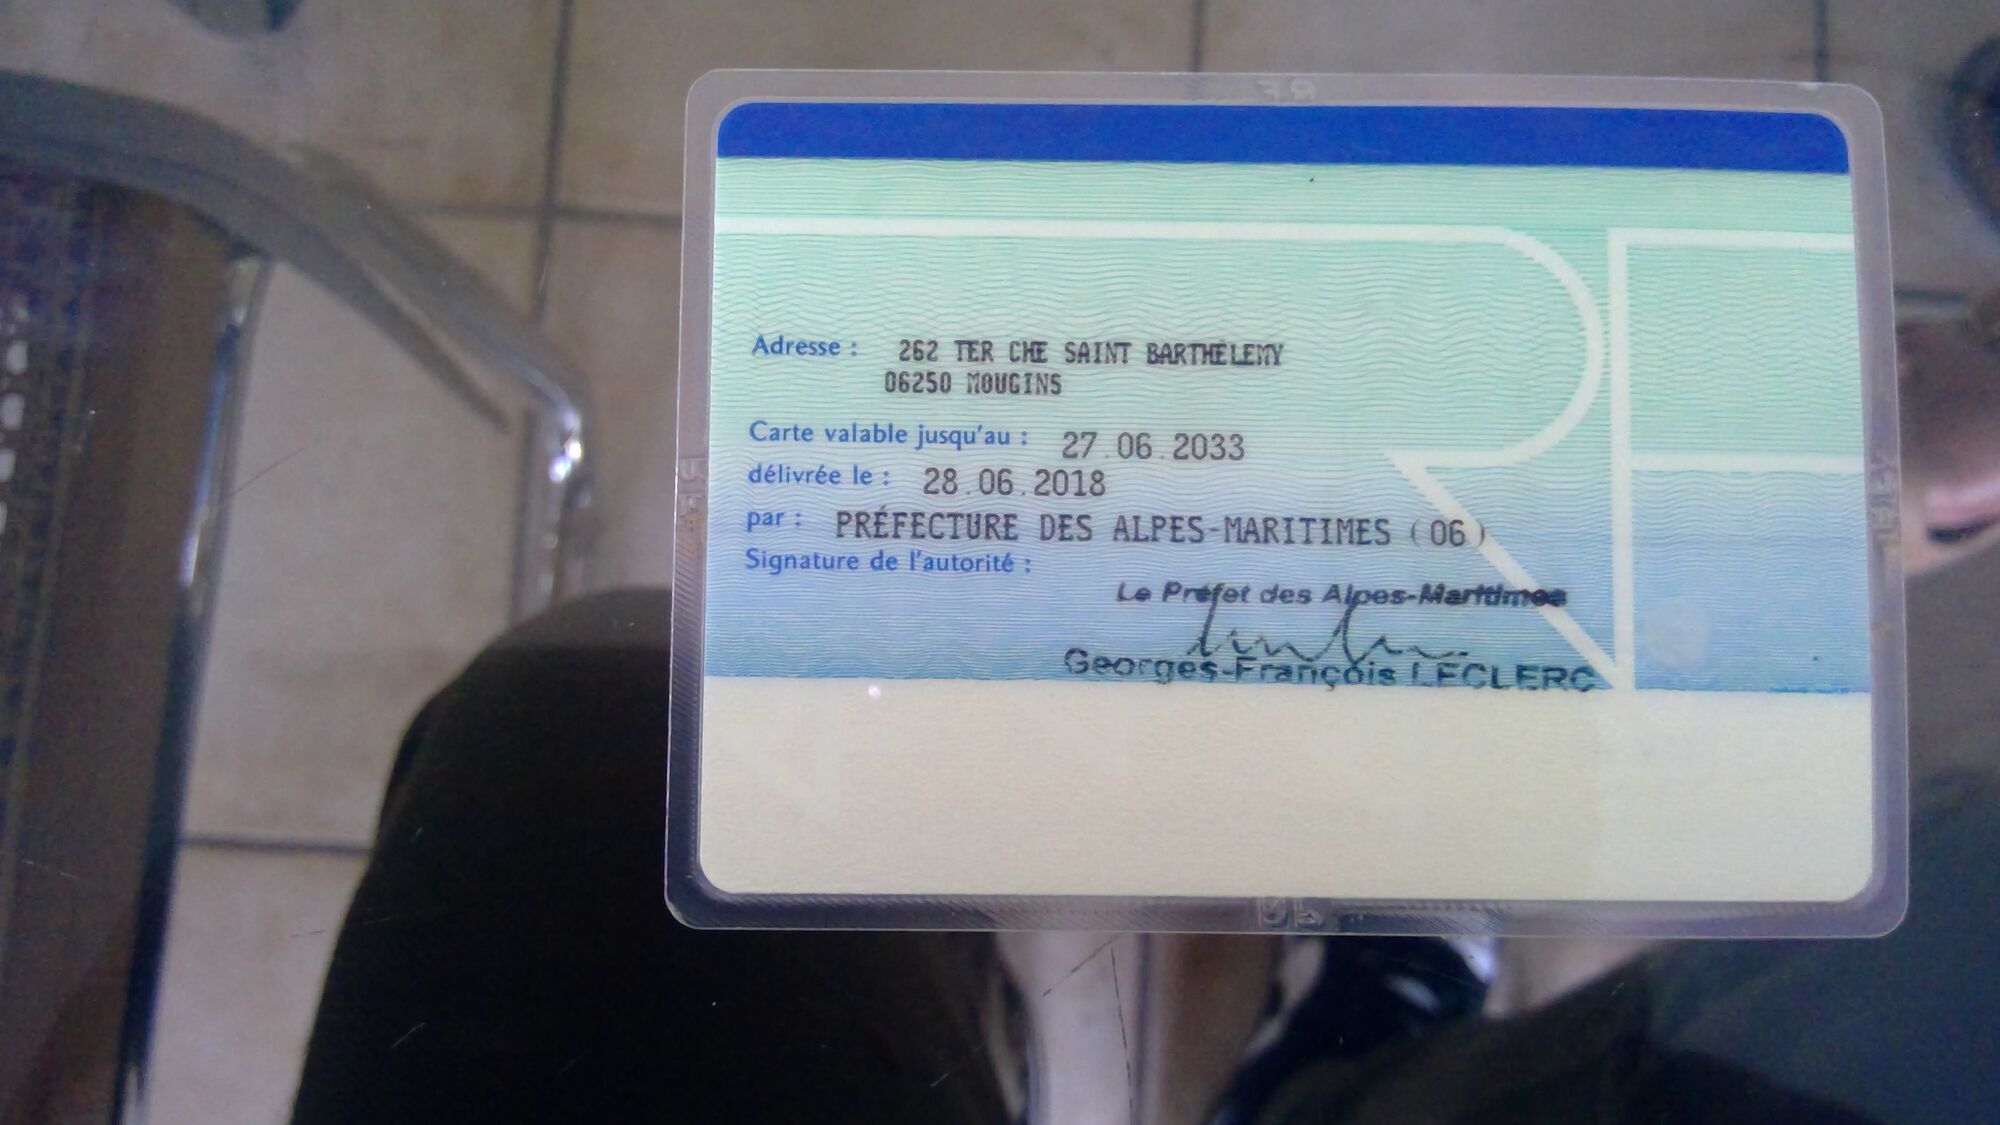 Adresse : 262 TER CHE SAINT BARTHÉLEMY
06250 MOUGINS
Carte valable jusqu'au : 27.06.2033
délivrée le : 28.06.2018
par : PRÉFECTURE DES ALPES-MARITIMES (06)
Signature de l'autorité :
Le Préfet des Alpes-Maritimes
Georges-François LECLERC
RF